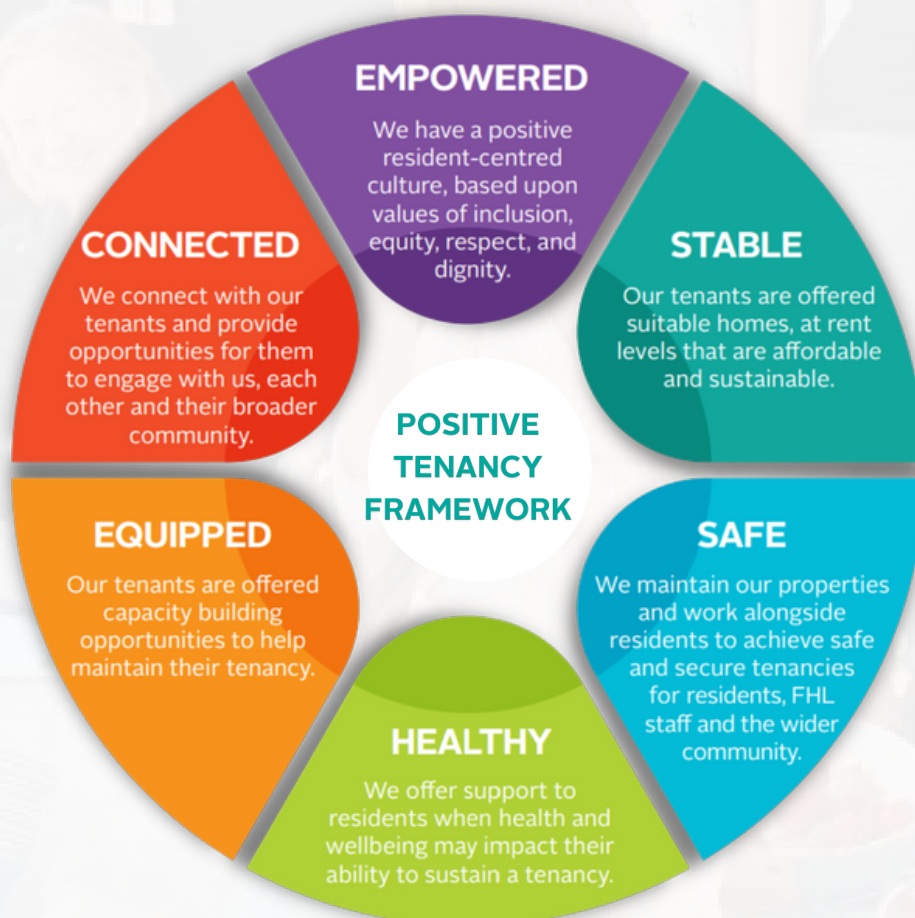 EMPOWERED
We have a positive
resident-centred
culture, based upon
values of inclusion,
equity, respect, and
dignity.
STABLE
Our tenants are offered
suitable homes, at rent
levels that are affordable
and sustainable.
SAFE
We maintain our properties
and work alongside
residents to achieve safe
and secure tenancies
for residents, FHL
staff and the wider
community.
HEALTHY
We offer support to
residents when health and
wellbeing may impact their
ability to sustain a tenancy.
EQUIPPED
Our tenants are offered
capacity building
opportunities to help
maintain their tenancy.
CONNECTED
We connect with our
tenants and provide
opportunities for them
to engage with us, each
other and their broader
community.
POSITIVE
TENANCY
FRAMEWORK